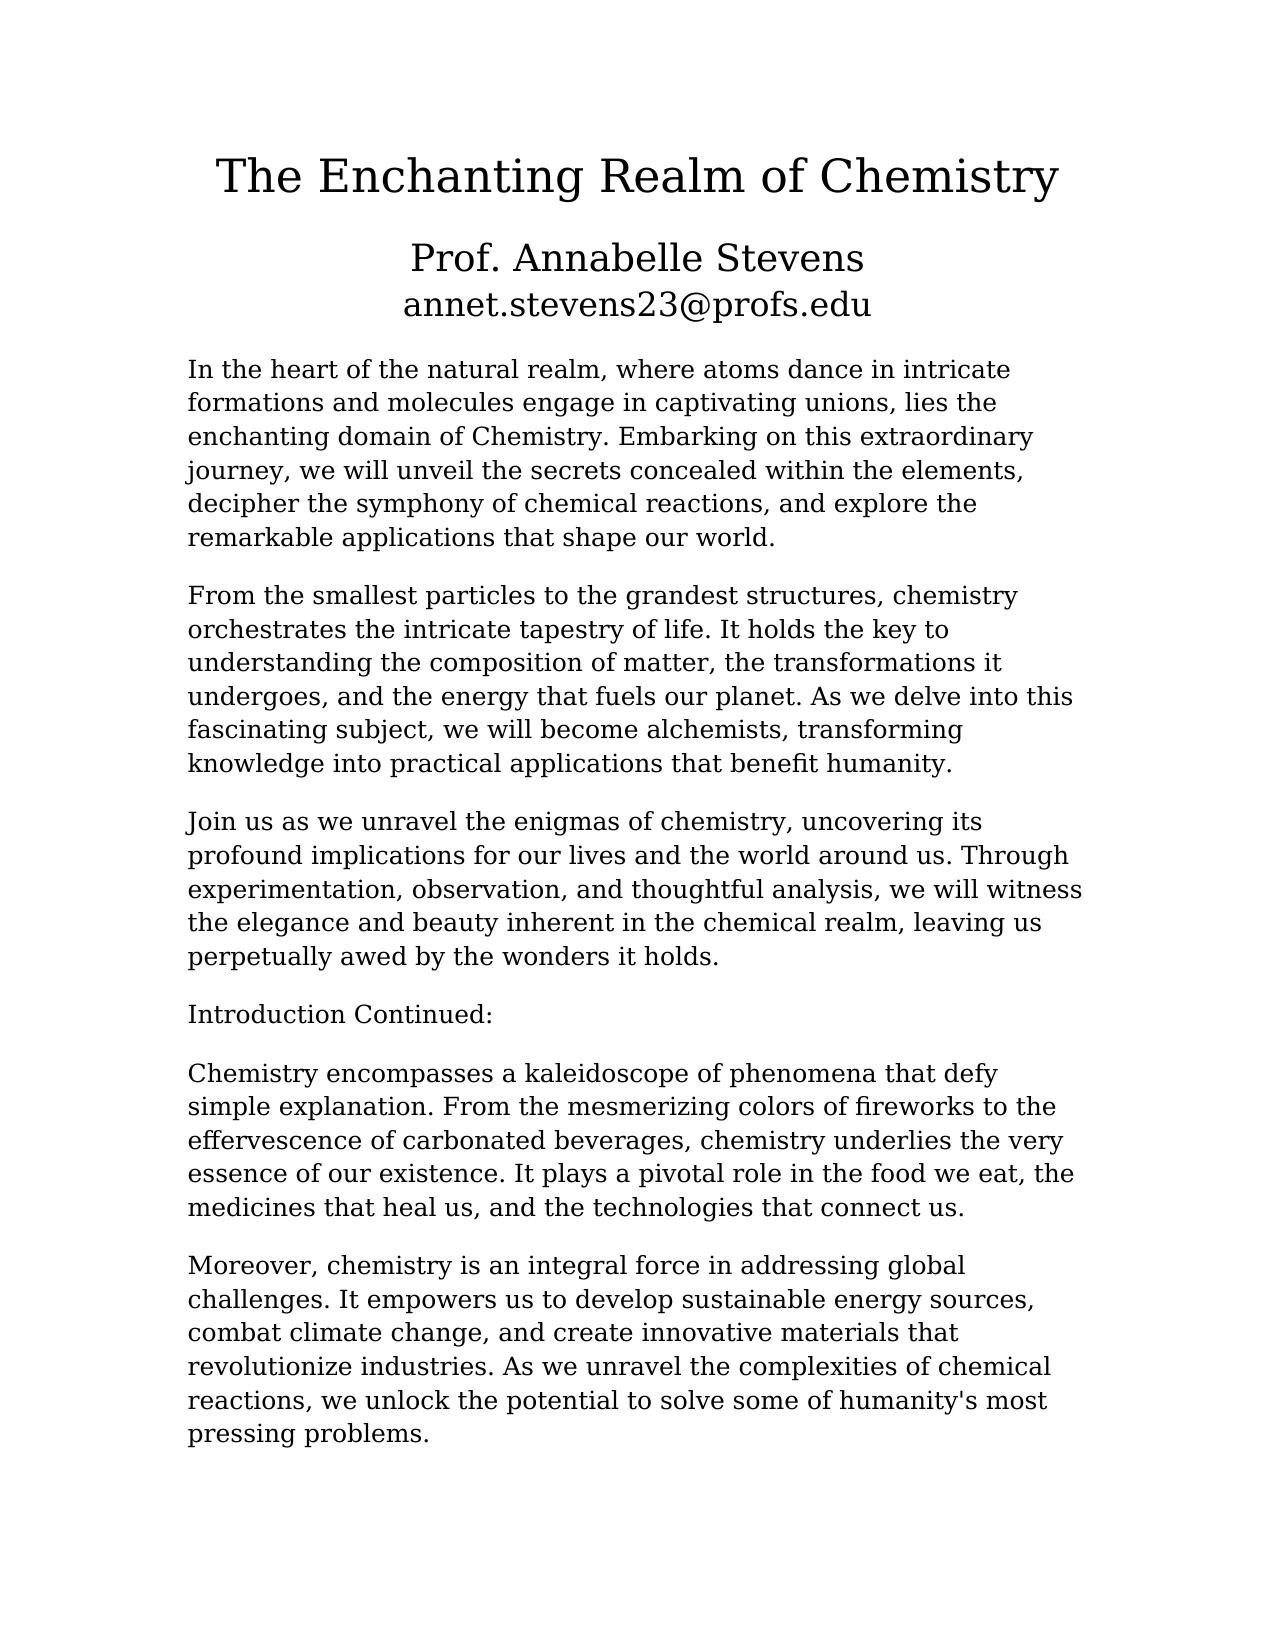 The Enchanting Realm of Chemistry
Prof. Annabelle Stevens
annet.stevens23@profs.edu
In the heart of the natural realm, where atoms dance in intricate
formations and molecules engage in captivating unions, lies the
enchanting domain of Chemistry. Embarking on this extraordinary
journey, we will unveil the secrets concealed within the elements,
decipher the symphony of chemical reactions, and explore the
remarkable applications that shape our world.
From the smallest particles to the grandest structures, chemistry
orchestrates the intricate tapestry of life. It holds the key to
understanding the composition of matter, the transformations it
undergoes, and the energy that fuels our planet. As we delve into this
fascinating subject, we will become alchemists, transforming
knowledge into practical applications that benefit humanity.
Join us as we unravel the enigmas of chemistry, uncovering its
profound implications for our lives and the world around us. Through
experimentation, observation, and thoughtful analysis, we will witness
the elegance and beauty inherent in the chemical realm, leaving us
perpetually awed by the wonders it holds.
Introduction Continued:
Chemistry encompasses a kaleidoscope of phenomena that defy
simple explanation. From the mesmerizing colors of fireworks to the
effervescence of carbonated beverages, chemistry underlies the very
essence of our existence. It plays a pivotal role in the food we eat, the
medicines that heal us, and the technologies that connect us.
Moreover, chemistry is an integral force in addressing global
challenges. It empowers us to develop sustainable energy sources,
combat climate change, and create innovative materials that
revolutionize industries. As we unravel the complexities of chemical
reactions, we unlock the potential to solve some of humanity's most
pressing problems.